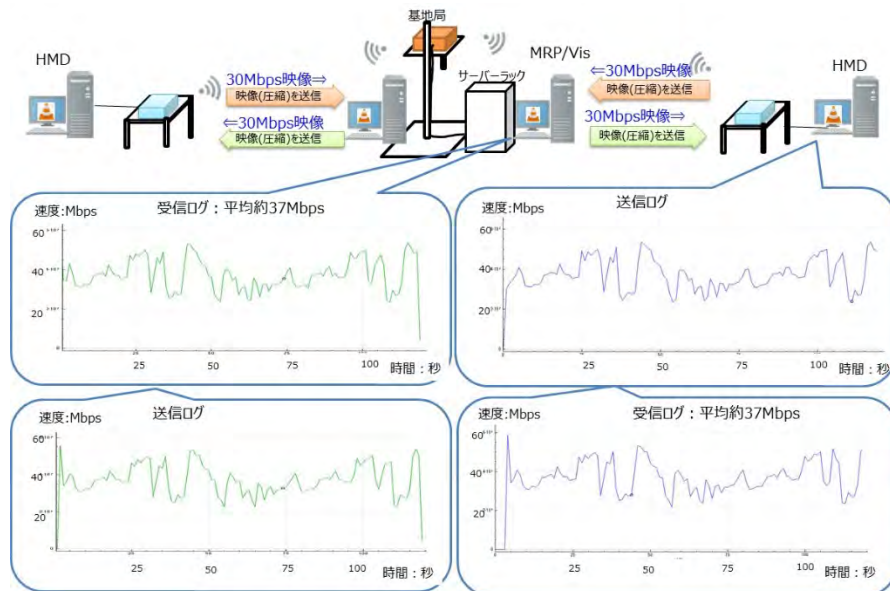 基地局
HMD
MRP/Vis
HMD
サーバーラック
30Mbps映像⇒
映像(圧縮)を送信
⇐30Mbps映像
映像(圧縮)を送信
⇐30Mbps映像
映像(圧縮)を送信
30Mbps映像⇒
映像(圧縮)を送信
速度:Mbps
受信ログ：平均約37Mbps
60
40
20
25
50
75
100
時間：秒
速度:Mbps
送信ログ
60
40
20
25
50
75
100
時間：秒
速度:Mbps
送信ログ
60
40
20
25
50
75
100
時間：秒
速度:Mbps
受信ログ：平均約37Mbps
60
40
20
25
50
75
100
時間：秒